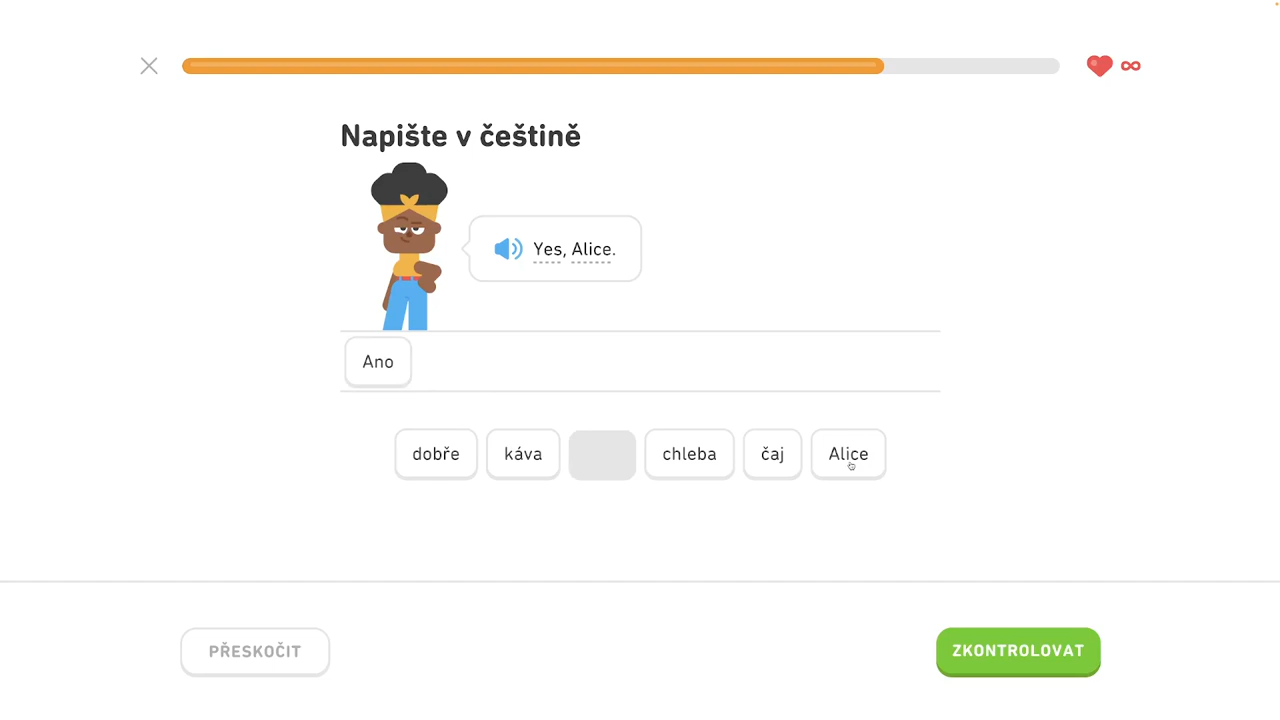 ∞
Napište v češtině
Yes, Alice.
Ano
dobře káva chleba čaj Alice
PŘESKOČIT ZKONTROLOVAT